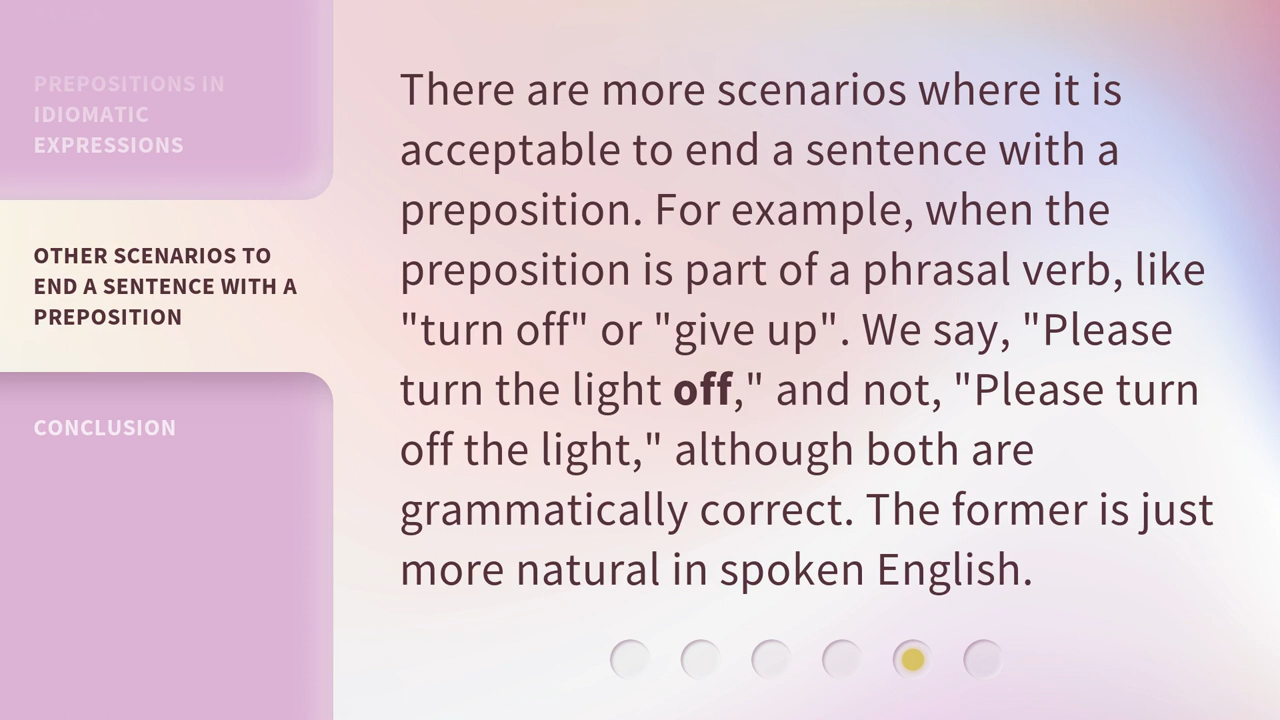 PREPOSITIONS IN
IDIOMATIC
EXPRESSIONS
OTHER SCENARIOS TO
END A SENTENCE WITH A
PREPOSITION
CONCLUSION
There are more scenarios where it is
acceptable to end a sentence with a
preposition. For example, when the
preposition is part of a phrasal verb, like
"turn off" or "give up". We say, "Please
turn the light off," and not, "Please turn
off the light," although both are
grammatically correct. The former is just
more natural in spoken English.